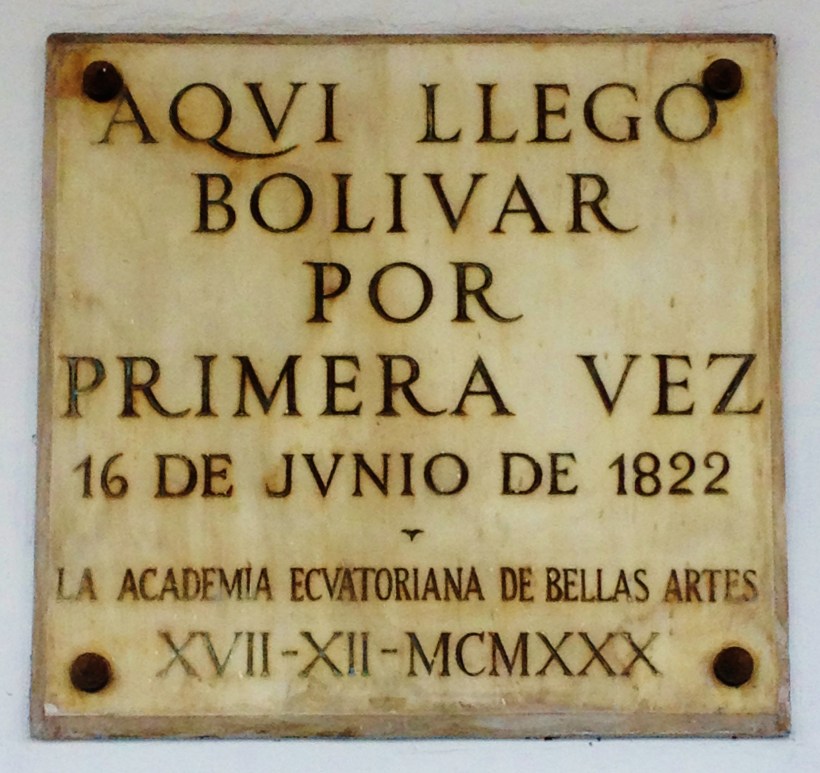 AQVI LLEGO
BOLIVAR
POR
PRIMERA VEZ
16 DE JVNIO DE 1822
LA ACADEMIA ECVATORIANA DE BELLAS ARTES
XVII-XII-MCMXXX